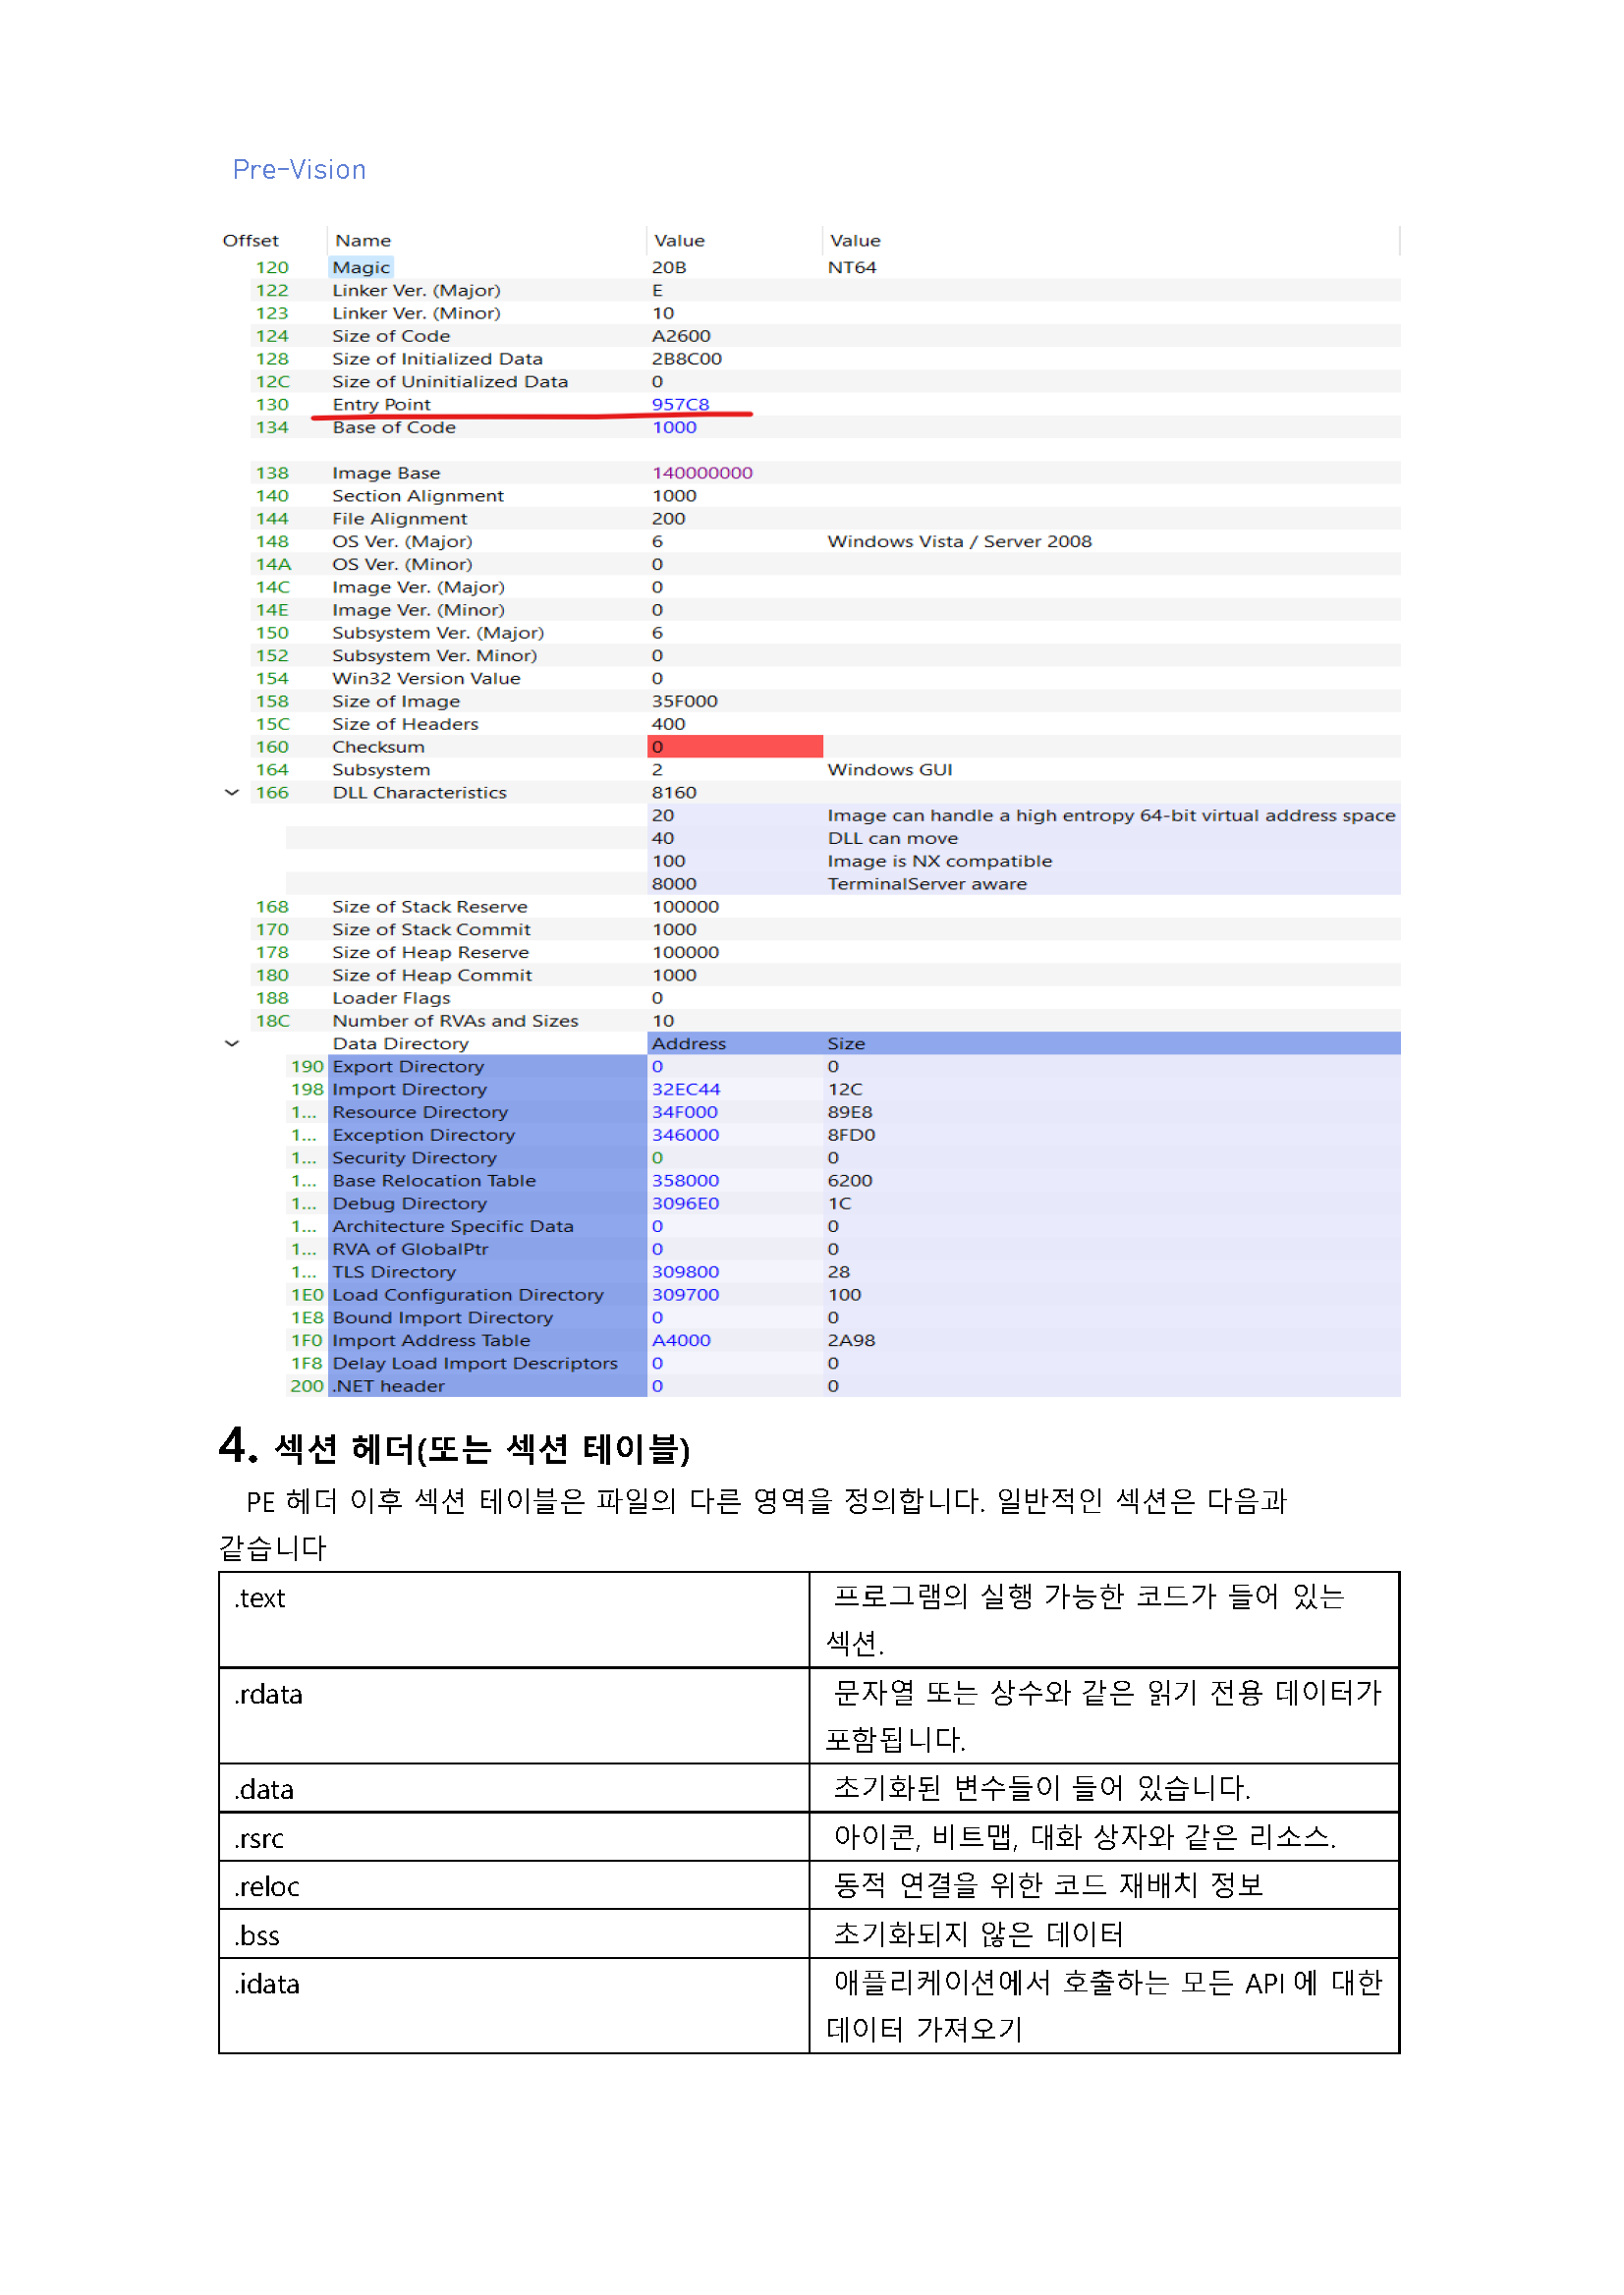 Pre-Vision
Offset Name Value Value
120 Magic 20B NT64
122 Linker Ver. (Major) E
123 Linker Ver. (Minor) 10
124 Size of Code A2600
128 Size of Initialized Data 2B8C00
12C Size of Uninitialized Data 0
130 Entry Point 957C8
134 Base of Code 1000
138 Image Base 140000000
140 Section Alignment 1000
144 File Alignment 200
148 OS Ver. (Major) 6 Windows Vista / Server 2008
14A OS Ver. (Minor) 0
14C Image Ver. (Major) 0
14E Image Ver. (Minor) 0
150 Subsystem Ver. (Major) 6
152 Subsystem Ver. Minor) 0
154 Win32 Version Value 0
158 Size of Image 35F000
15C Size of Headers 400
160 Checksum 0
164 Subsystem 2 Windows GUI
166 DLL Characteristics 8160
20 Image can handle a high entropy 64-bit virtual address space
40 DLL can move
100 Image is NX compatible
8000 TerminalServer aware
168 Size of Stack Reserve 100000
170 Size of Stack Commit 1000
178 Size of Heap Reserve 100000
180 Size of Heap Commit 1000
188 Loader Flags 0
18C Number of RVAs and Sizes 10
Data Directory Address Size
190 Export Directory 0 0
198 Import Directory 32EC44 12C
1... Resource Directory 34F000 89E8
1... Exception Directory 346000 8FD0
1... Security Directory 0 0
1... Base Relocation Table 358000 6200
1... Debug Directory 3096E0 1C
1... Architecture Specific Data 0 0
1... RVA of GlobalPtr 0 0
1... TLS Directory 309800 28
1E0 Load Configuration Directory 309700 100
1E8 Bound Import Directory 0 0
1F0 Import Address Table A4000 2A98
1F8 Delay Load Import Descriptors 0 0
200 .NET header 0 0
4. 섹션 헤더(또는 섹션 테이블)
PE 헤더 이후 섹션 테이블은 파일의 다른 영역을 정의합니다. 일반적인 섹션은 다음과
같습니다
.text 프로그램의 실행 가능한 코드가 들어 있는
섹션.
.rdata 문자열 또는 상수와 같은 읽기 전용 데이터가
포함됩니다.
.data 초기화된 변수들이 들어 있습니다.
.rsrc 아이콘, 비트맵, 대화 상자와 같은 리소스.
.reloc 동적 연결을 위한 코드 재배치 정보
.bss 초기화되지 않은 데이터
.idata 애플리케이션에서 호출하는 모든 API 에 대한
데이터 가져오기